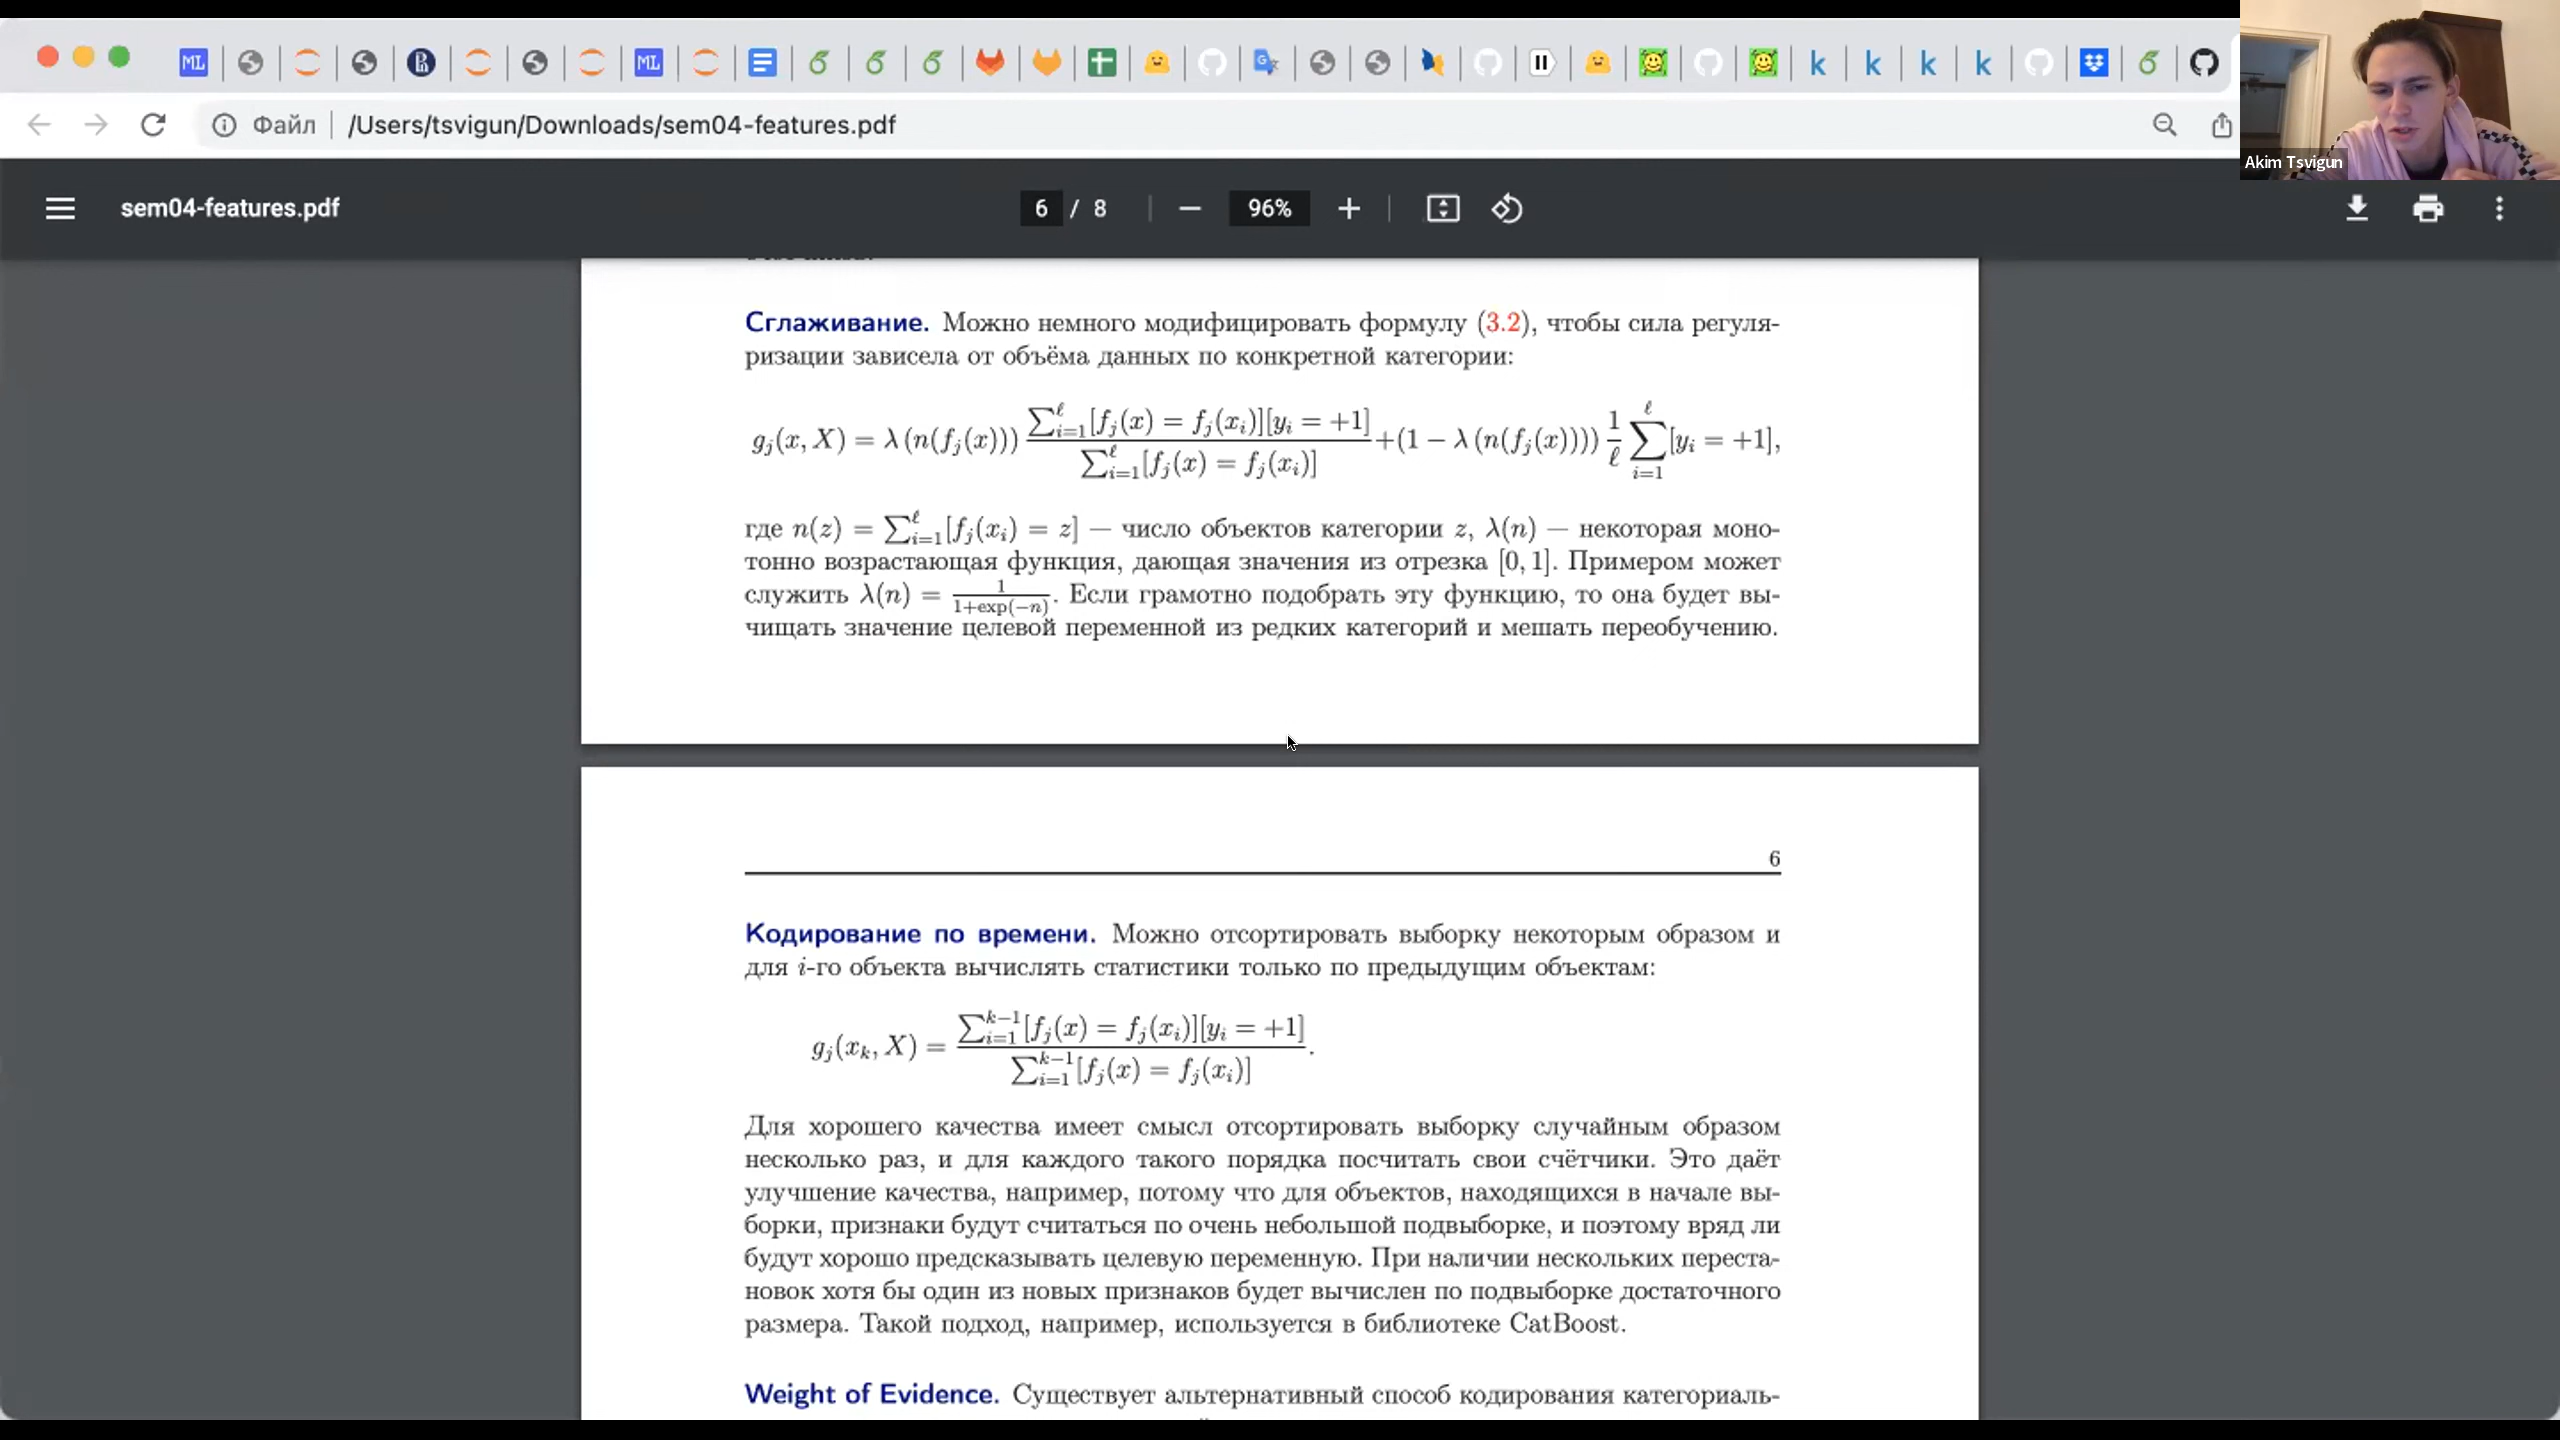 ML
ML
G
k
k
k
k
Файл
/Users/tsvigun/Downloads/sem04-features.pdf
Akim Tsvigun
sem04-features.pdf
6 / 8
96%
Сглаживание. Можно немного модифицировать формулу (3.2), чтобы сила регуля-
ризации зависела от объёма данных по конкретной категории:
g_j(x, X) = λ (n(f_j(x))) \frac{∑_{i=1}^{ℓ}[f_j(x) = f_j(x_i)][y_i = +1]}{∑_{i=1}^{ℓ}[f_j(x) = f_j(x_i)]} +(1 − λ (n(f_j(x)))) \frac{1}{ℓ} ∑_{i=1}^{ℓ}[y_i = +1],
где n(z) = ∑_{i=1}^{ℓ}[f_j(x_i) = z] — число объектов категории z, λ(n) — некоторая моно-
тонно возрастающая функция, дающая значения из отрезка [0, 1]. Примером может
служить λ(n) = \frac{1}{1+exp(−n)}. Если грамотно подобрать эту функцию, то она будет вы-
чищать значение целевой переменной из редких категорий и мешать переобучению.
6
Кодирование по времени. Можно отсортировать выборку некоторым образом и
для i-го объекта вычислять статистики только по предыдущим объектам:
g_j(x_k, X) = \frac{∑_{i=1}^{k−1}[f_j(x) = f_j(x_i)][y_i = +1]}{∑_{i=1}^{k−1}[f_j(x) = f_j(x_i)]}.
Для хорошего качества имеет смысл отсортировать выборку случайным образом
несколько раз, и для каждого такого порядка посчитать свои счётчики. Это даёт
улучшение качества, например, потому что для объектов, находящихся в начале вы-
борки, признаки будут считаться по очень небольшой подвыборке, и поэтому вряд ли
будут хорошо предсказывать целевую переменную. При наличии нескольких переста-
новок хотя бы один из новых признаков будет вычислен по подвыборке достаточного
размера. Такой подход, например, используется в библиотеке CatBoost.
Weight of Evidence. Существует альтернативный способ кодирования категориаль-